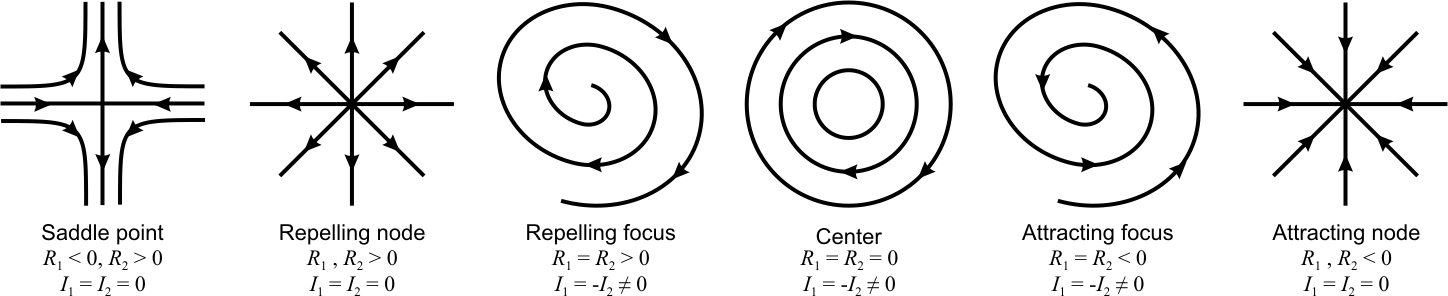 Saddle point
R₁ < 0, R₂ > 0
I₁ = I₂ = 0
Repelling node
R₁ , R₂ > 0
I₁ = I₂ = 0
Repelling focus
R₁ = R₂ > 0
I₁ = -I₂ ≠ 0
Center
R₁ = R₂ = 0
I₁ = -I₂ ≠ 0
Attracting focus
R₁ = R₂ < 0
I₁ = -I₂ ≠ 0
Attracting node
R₁ , R₂ < 0
I₁ = I₂ = 0